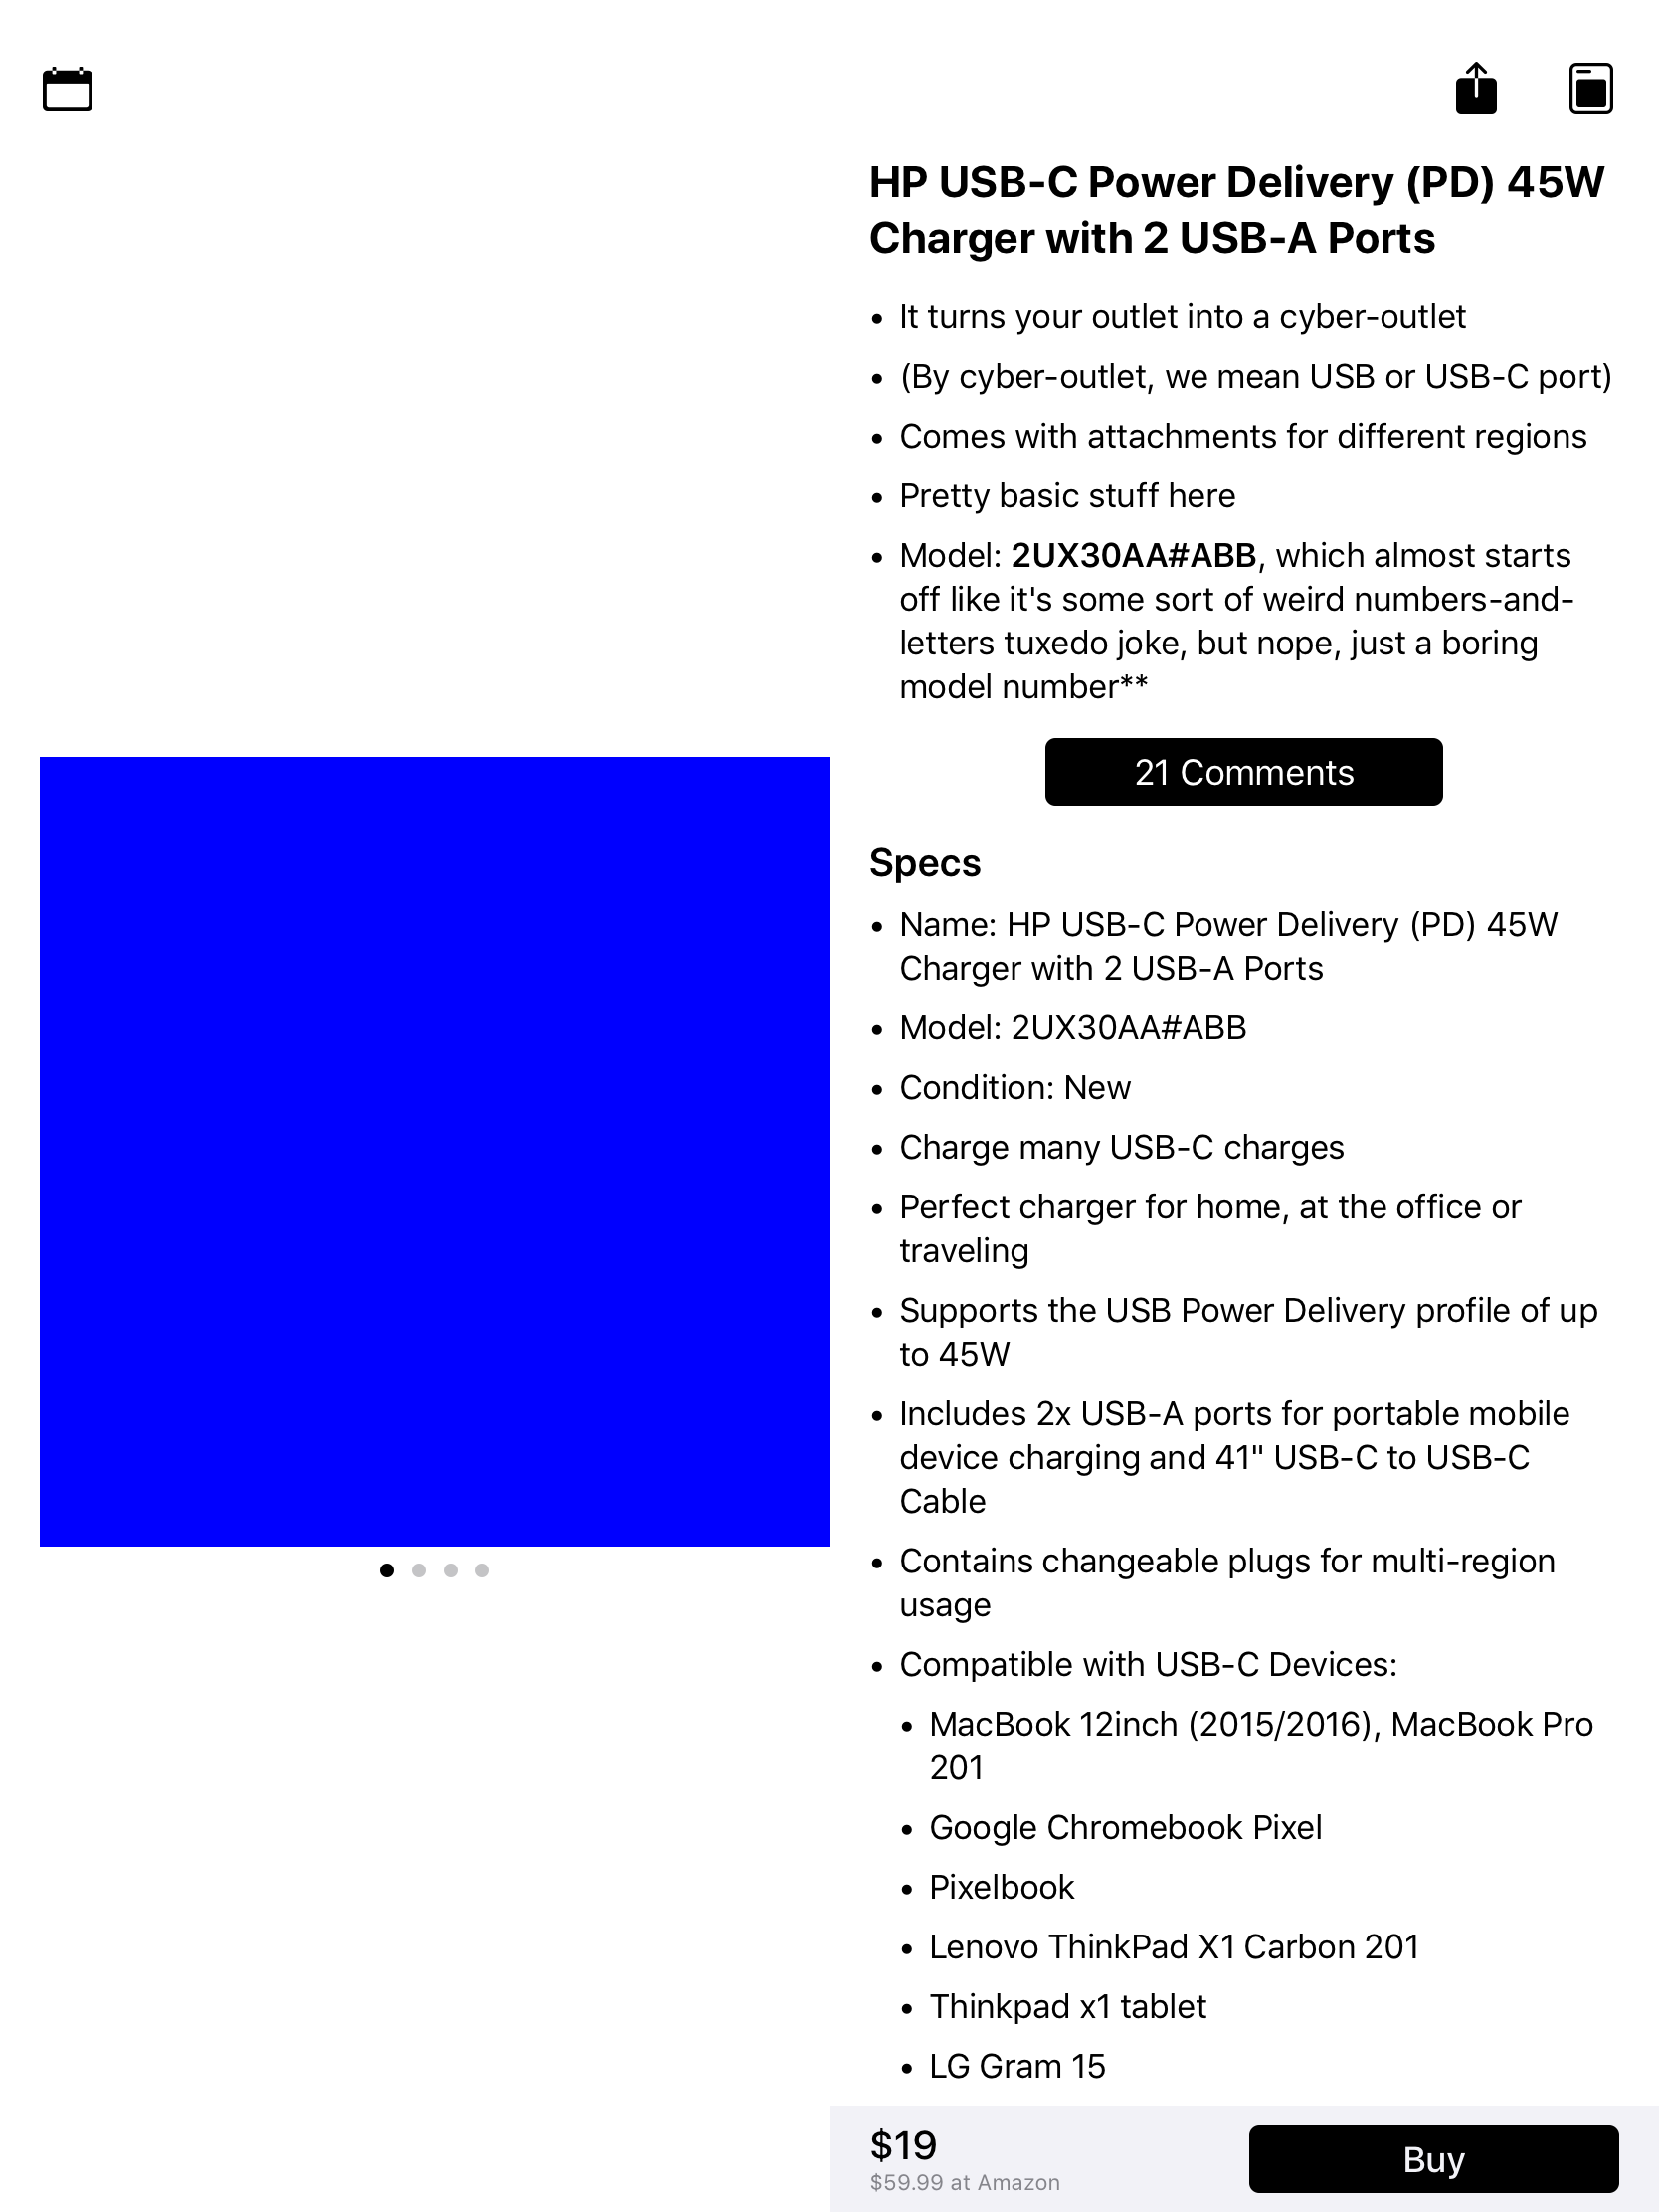 HP USB-C Power Delivery (PD) 45W
Charger with 2 USB-A Ports
• It turns your outlet into a cyber-outlet
• (By cyber-outlet, we mean USB or USB-C port)
• Comes with attachments for different regions
• Pretty basic stuff here
• Model: 2UX30AA#ABB, which almost starts
off like it's some sort of weird numbers-and-
letters tuxedo joke, but nope, just a boring
model number**
21 Comments
Specs
• Name: HP USB-C Power Delivery (PD) 45W
Charger with 2 USB-A Ports
• Model: 2UX30AA#ABB
• Condition: New
• Charge many USB-C charges
• Perfect charger for home, at the office or
traveling
• Supports the USB Power Delivery profile of up
to 45W
• Includes 2x USB-A ports for portable mobile
device charging and 41" USB-C to USB-C
Cable
• Contains changeable plugs for multi-region
usage
• Compatible with USB-C Devices:
• MacBook 12inch (2015/2016), MacBook Pro
201
• Google Chromebook Pixel
• Pixelbook
• Lenovo ThinkPad X1 Carbon 201
• Thinkpad x1 tablet
• LG Gram 15
$19
$59.99 at Amazon
Buy